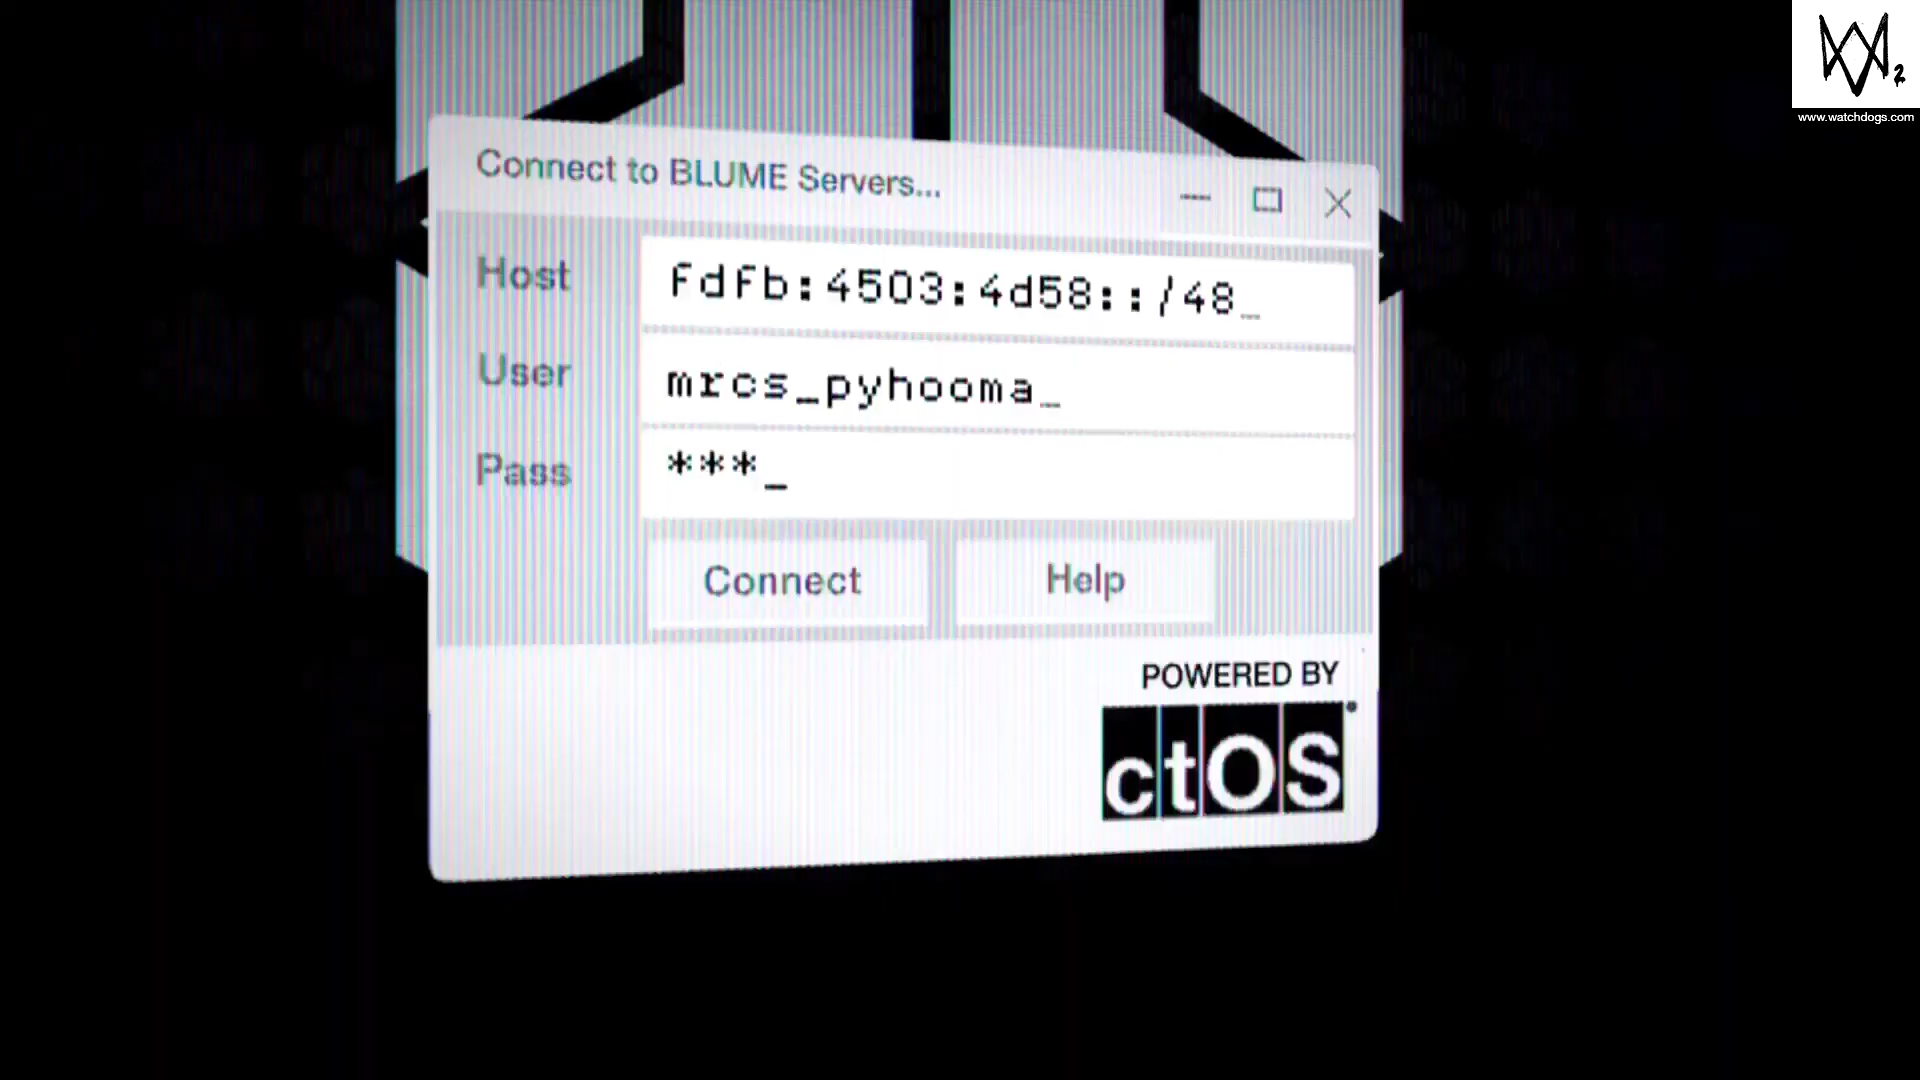 2
www.watchdogs.com
Connect to BLUME Servers...
Host fdfb:4503:4d58::/48_
User mrcs_pyhooma_
Pass ***_
Connect Help
POWERED BY
ctOS